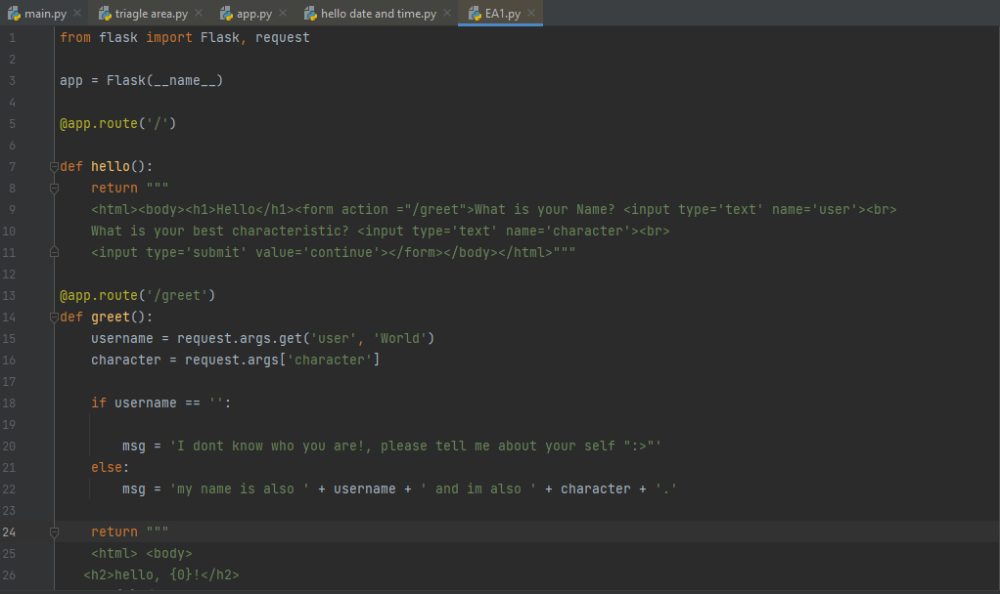 main.py triagle area.py app.py hello date and time.py EA1.py
1 from flask import Flask, request
2
3 app = Flask(__name__)
4
5 @app.route('/')
6
7 def hello():
8 return """
9 <html><body><h1>Hello</h1><form action ="/greet">What is your Name? <input type='text' name='user'><br>
10 What is your best characteristic? <input type='text' name='character'><br>
11 <input type='submit' value='continue'></form></body></html>"""
12
13 @app.route('/greet')
14 def greet():
15 username = request.args.get('user', 'World')
16 character = request.args['character']
17
18 if username == '':
19
20 msg = 'I dont know who you are!, please tell me about your self ":>"'
21 else:
22 msg = 'my name is also ' + username + ' and im also ' + character + '.'
23
24 return """
25 <html> <body>
26 <h2>hello, {0}!</h2>